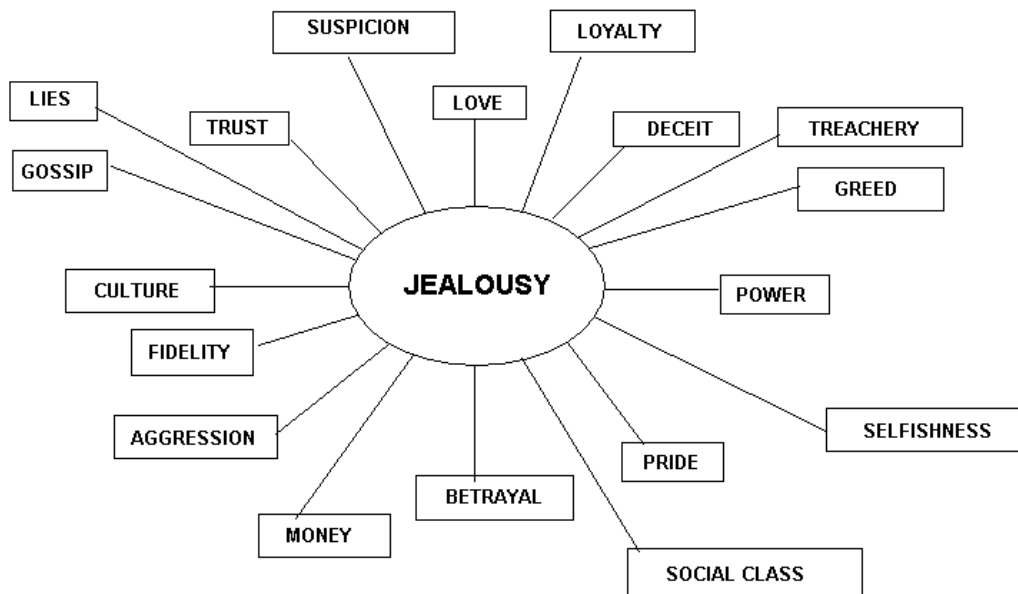 SUSPICION
LOYALTY
LIES
LOVE
TRUST
DECEIT
TREACHERY
GOSSIP
GREED
JEALOUSY
CULTURE
POWER
FIDELITY
SELFISHNESS
AGGRESSION
PRIDE
BETRAYAL
MONEY
SOCIAL CLASS